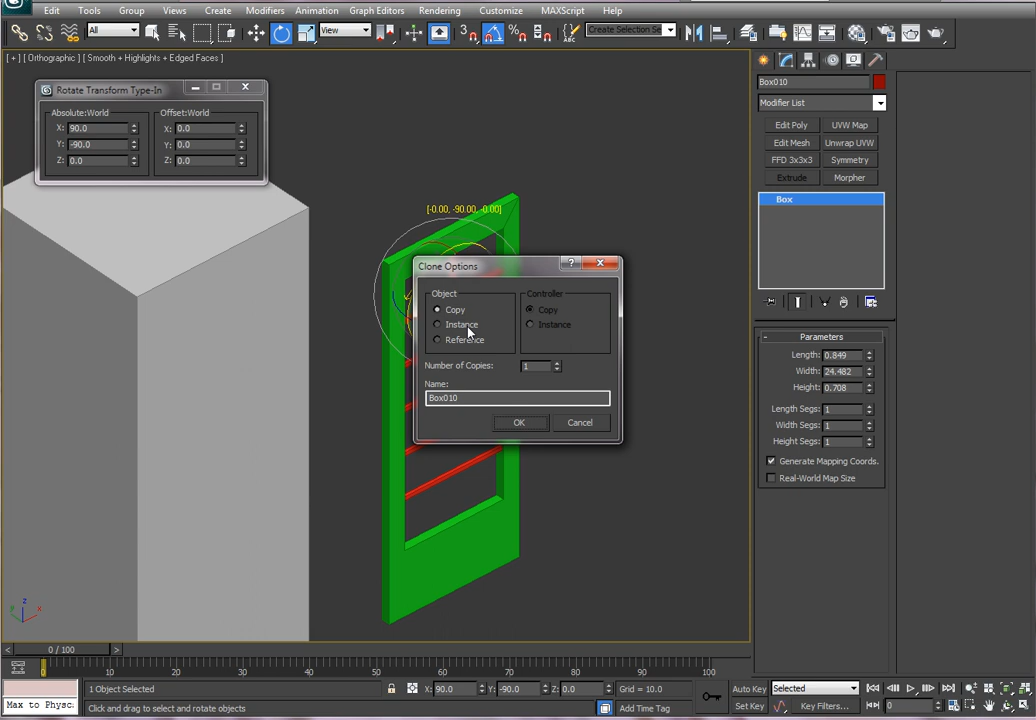 Edit Tools Group Views Create Modifiers Animation Graph Editors Rendering Customize MAXScript Help
All View Create Selection Se
[ + ] [ Orthographic ] [ Smooth + Highlights + Edged Faces ]
Rotate Transform Type-In
Absolute:World Offset:World
X: 90.0 X: 0.0
Y: -90.0 Y: 0.0
Z: 0.0 Z: 0.0
[-0.00, -90.00, -0.00]
Clone Options
Object Controller
Copy Copy
Instance Instance
Reference
Number of Copies: 1
Name:
Box010
OK Cancel
Box010
Modifier List
Edit Poly UVW Map
Edit Mesh Unwrap UVW
FFD 3x3x3 Symmetry
Extrude Morpher
Box
Parameters
Length: 0.849
Width: 24.482
Height: 0.708
Length Segs: 1
Width Segs: 1
Height Segs: 1
Generate Mapping Coords.
Real-World Map Size
z
x
0 / 100
0 10 20 30 40 50 60 70 80 90 100
1 Object Selected X: 90.0 Y: -90.0 Z: 0.0 Grid = 10.0 Auto Key Selected
Max to Physc Click and drag to select and rotate objects Add Time Tag Set Key Key Filters... 0